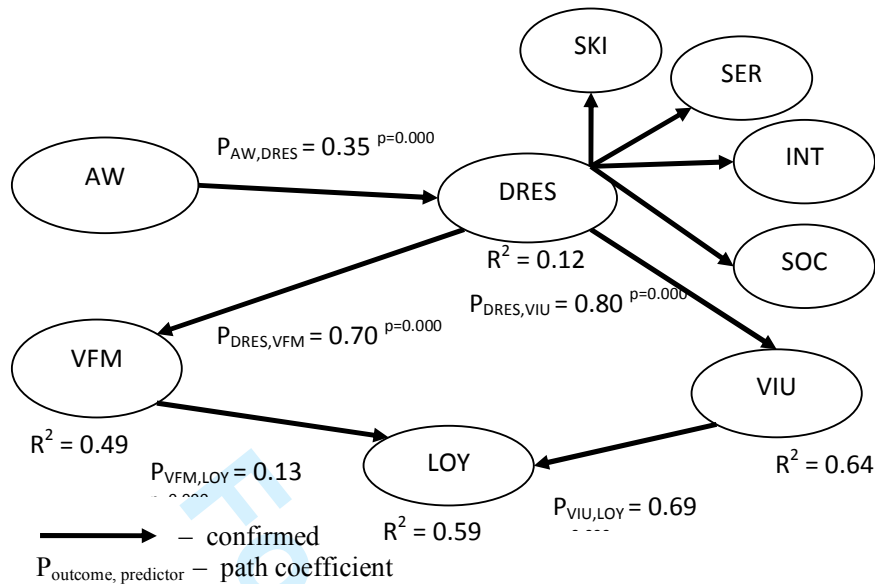 SKI
SER
P_AW,DRES = 0.35 p=0.000
INT
AW
DRES
SOC
R² = 0.12
P_DRES,VIU = 0.80 p=0.000
P_DRES,VFM = 0.70 p=0.000
VFM
VIU
R² = 0.49
LOY
R² = 0.64
P_VFM,LOY = 0.13
P_VIU,LOY = 0.69
R² = 0.59
– confirmed
P_outcome, predictor – path coefficient